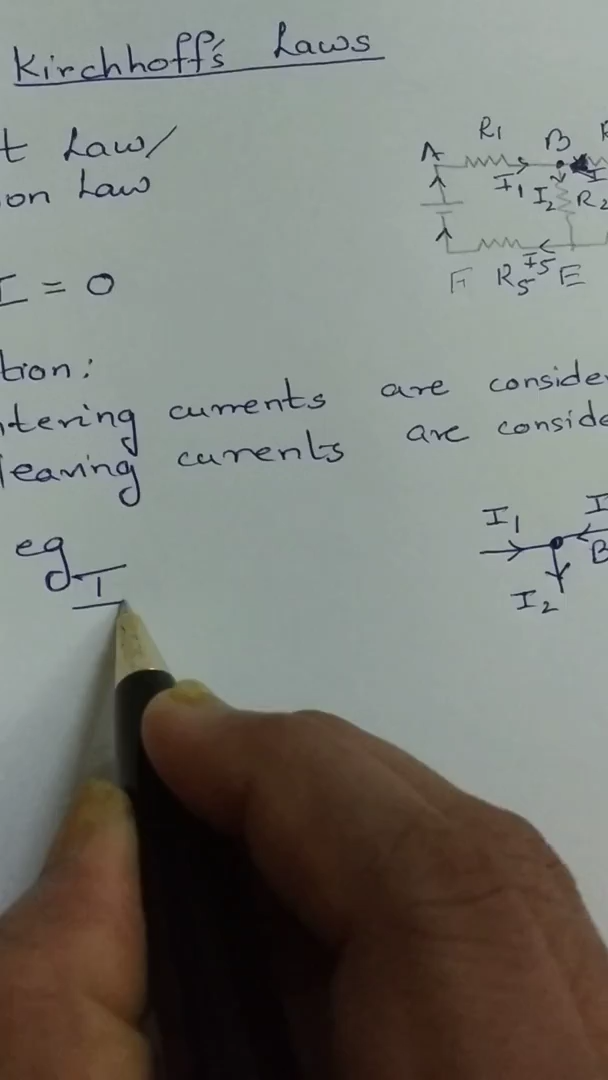 Kirchhoff's Laws
t Law/
on Law
A R1 B R
I1 I2 R2 I
F R5 I5 E
I = 0
tion:
ntering currents are consider
leaving currents are conside
eg I
I1 I
B
I2